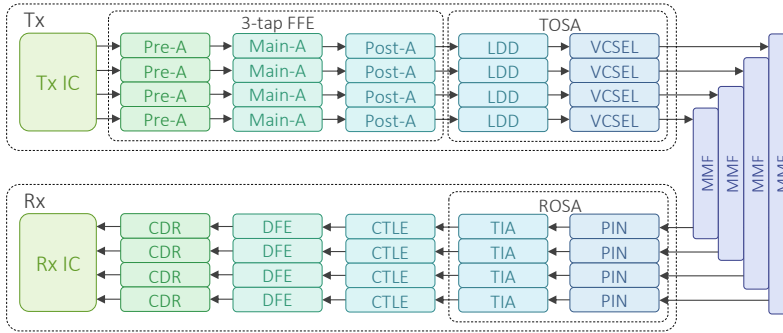 Tx
3-tap FFE
TOSA
Tx IC
Pre-A Main-A Post-A LDD VCSEL
Pre-A Main-A Post-A LDD VCSEL
Pre-A Main-A Post-A LDD VCSEL
Pre-A Main-A Post-A LDD VCSEL
MMF
MMF
MMF
MMF
Rx
ROSA
Rx IC
CDR DFE CTLE TIA PIN
CDR DFE CTLE TIA PIN
CDR DFE CTLE TIA PIN
CDR DFE CTLE TIA PIN